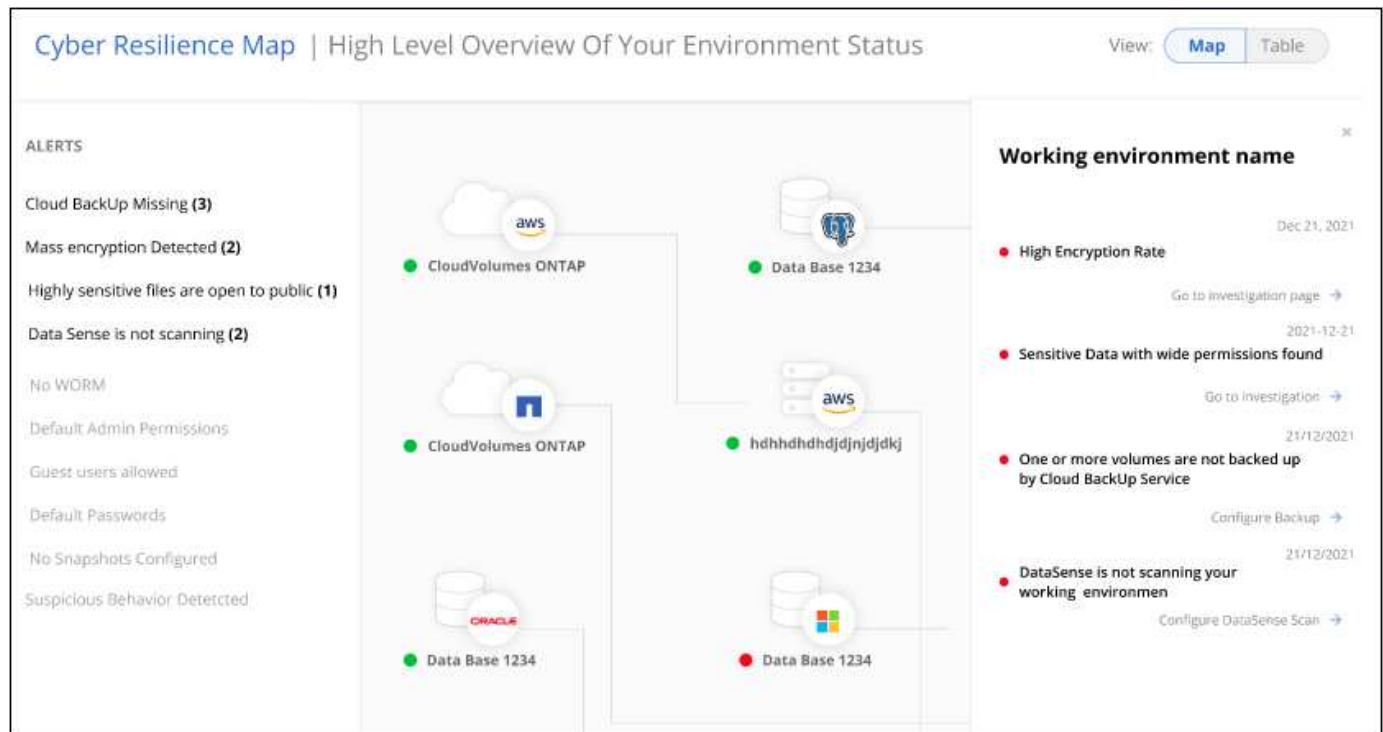 Cyber Resilience Map | High Level Overview Of Your Environment Status
View: Map Table
ALERTS
Cloud BackUp Missing (3)
Mass encryption Detected (2)
Highly sensitive files are open to public (1)
Data Sense is not scanning (2)
No WORM
Default Admin Permissions
Guest users allowed
Default Passwords
No Snapshots Configured
Suspicious Behavior Detetcted
aws
CloudVolumes ONTAP
Data Base 1234
CloudVolumes ONTAP
aws
hdhhdhdhdjdjnjdjdkj
ORACLE
Data Base 1234
Data Base 1234
×
Working environment name
Dec 21, 2021
High Encryption Rate
Go to investigation page →
2021-12-21
Sensitive Data with wide permissions found
Go to investigation →
21/12/2021
One or more volumes are not backed up
by Cloud BackUp Service
Configure Backup →
21/12/2021
DataSense is not scanning your
working environmen
Configure DataSense Scan →